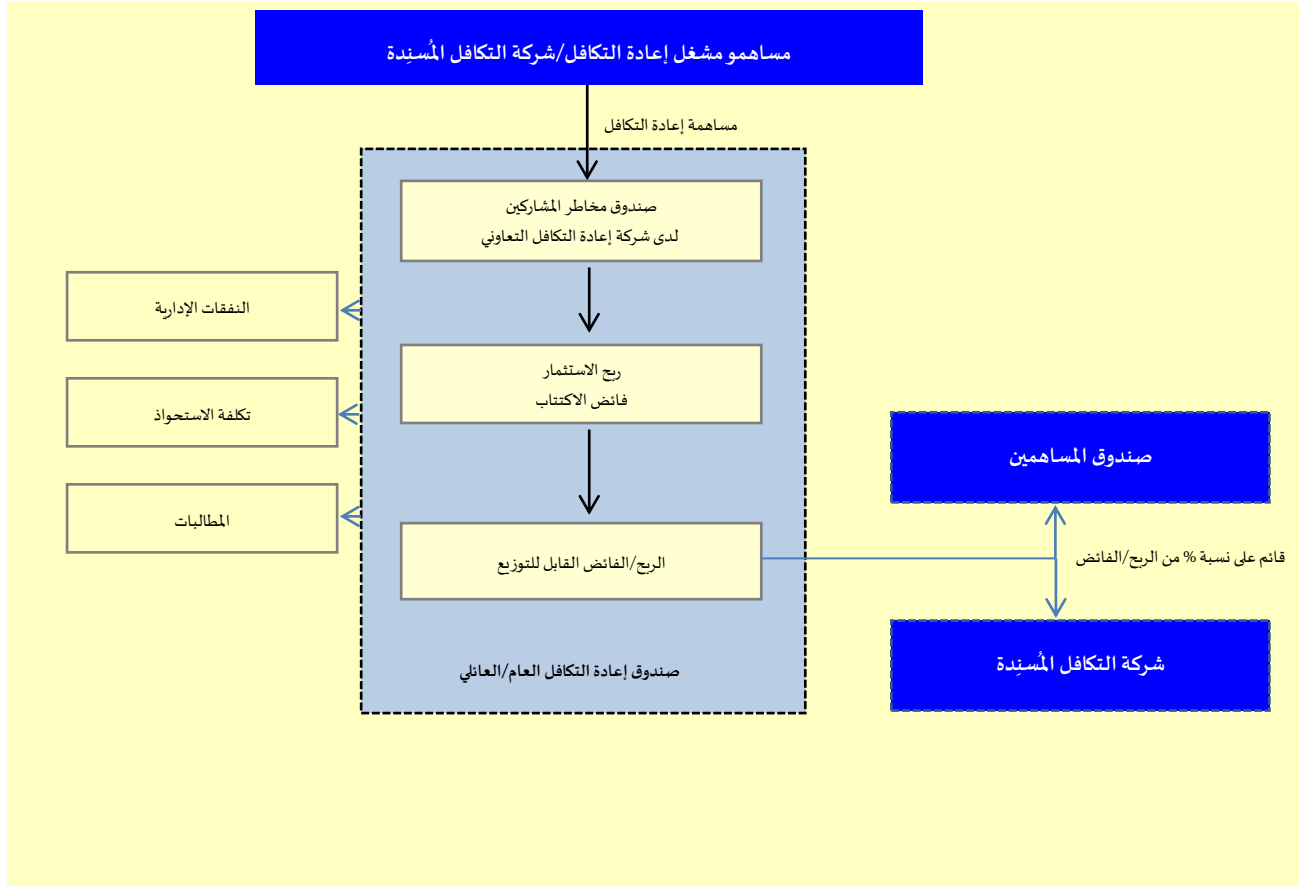 مساهمو مشغل إعادة التكافل/شركة التكافل المُسنِدة
مساهمة إعادة التكافل
صندوق مخاطر المشاركين
لدى شركة إعادة التكافل التعاوني
النفقات الإدارية
ربح الاستثمار
فائض الاكتتاب
تكلفة الاستحواذ
صندوق المساهمين
المطالبات
الربح/الفائض القابل للتوزيع
قائم على نسبة % من الربح/الفائض
صندوق إعادة التكافل العام/العائلي
شركة التكافل المُسنِدة